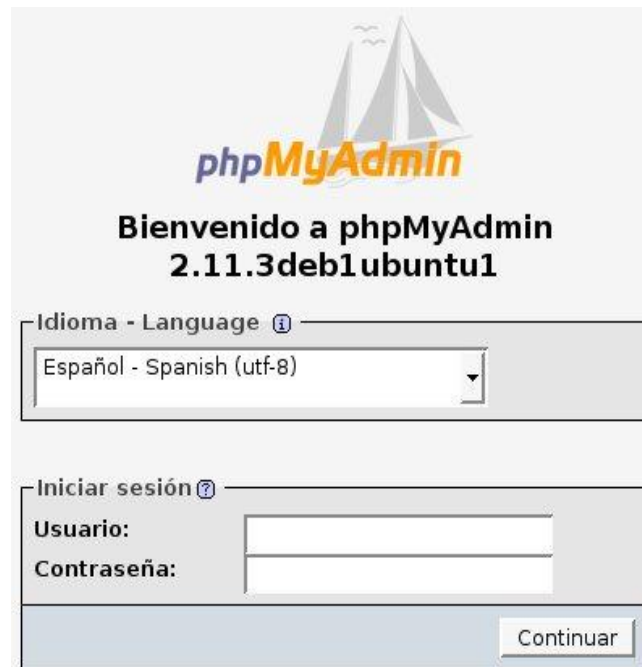 phpMyAdmin
Bienvenido a phpMyAdmin
2.11.3deb1ubuntu1
Idioma - Language
Español - Spanish (utf-8)
Iniciar sesión
Usuario:
Contraseña:
Continuar